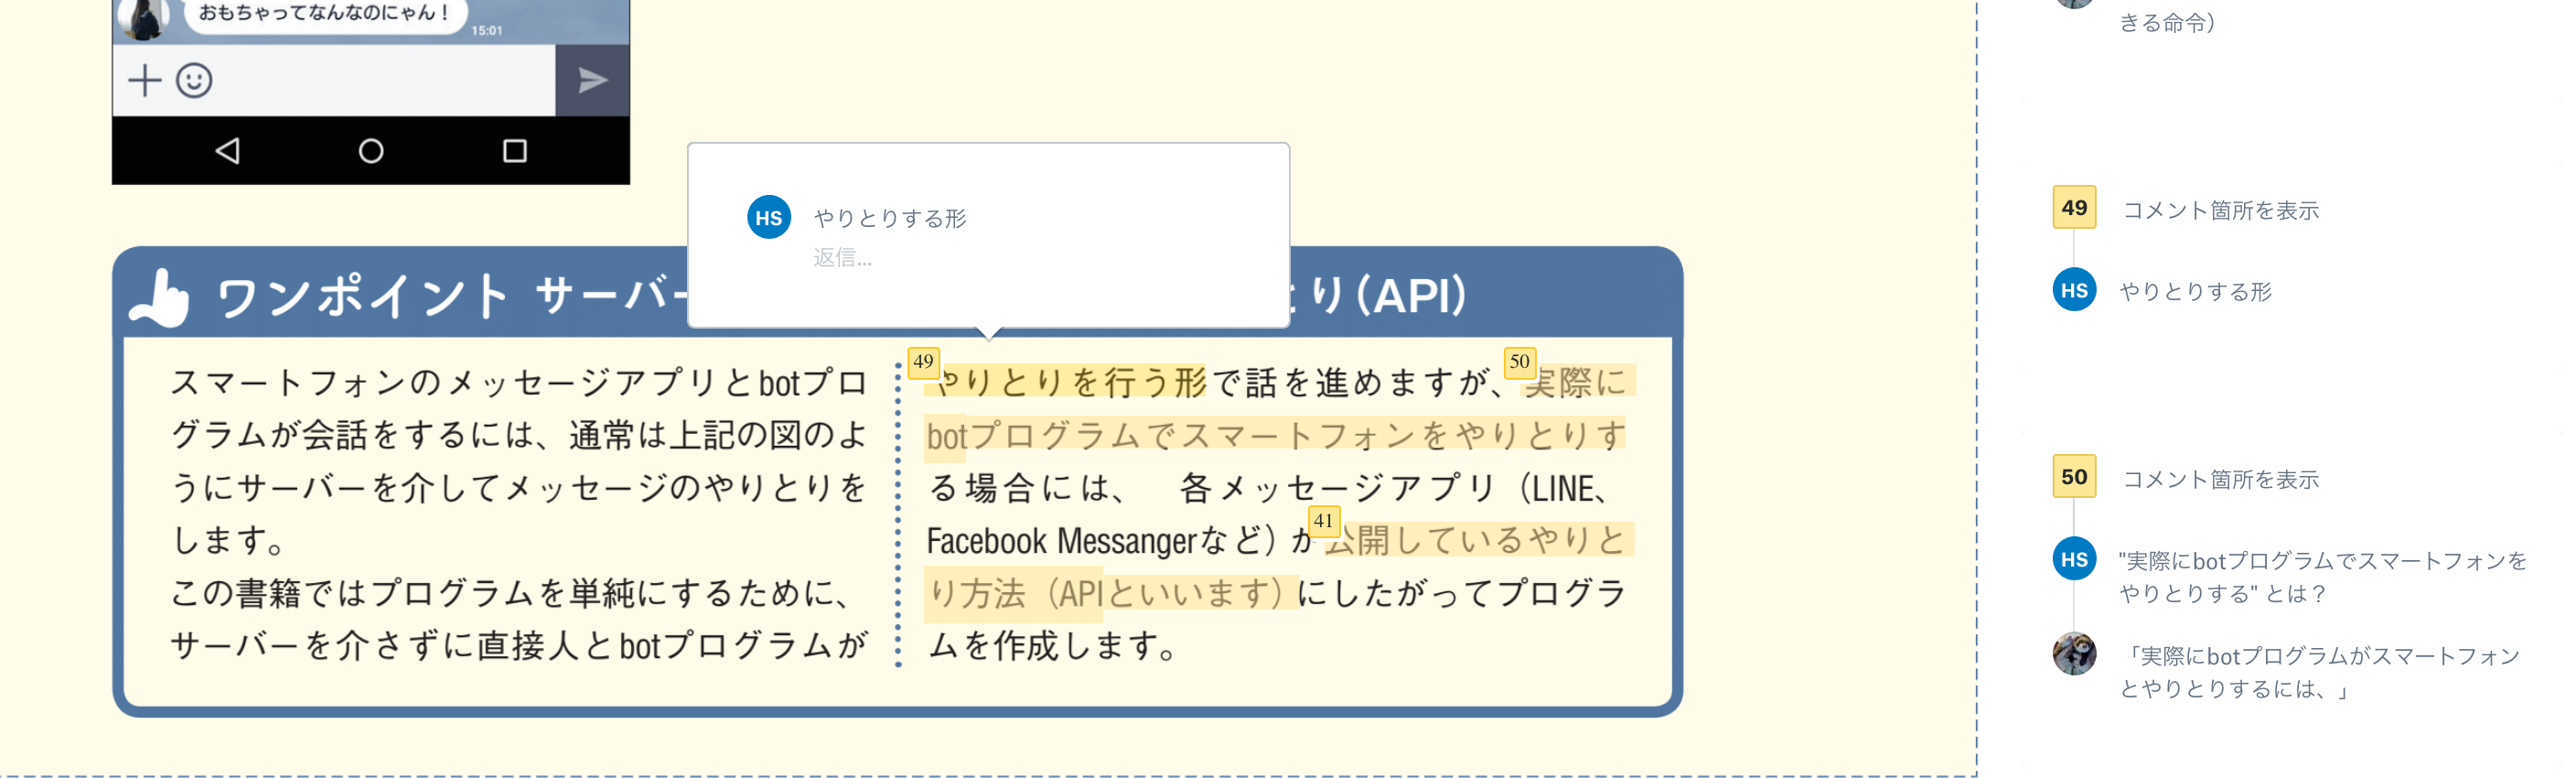 おもちゃってなんなのにゃん！
15:01
HS やりとりする形
返信...
ワンポイント サーバー
り(API)
スマートフォンのメッセージアプリとbotプロ
グラムが会話をするには、通常は上記の図のよ
うにサーバーを介してメッセージのやりとりを
します。
この書籍ではプログラムを単純にするために、
サーバーを介さずに直接人とbotプログラムが
49 やりとりを行う形で話を進めますが、50 実際に
botプログラムでスマートフォンをやりとりす
る場合には、　各メッセージアプリ（LINE、
Facebook Messangerなど）が 41 公開しているやりと
り方法（APIといいます）にしたがってプログラ
ムを作成します。
きる命令）
49 コメント箇所を表示
HS やりとりする形
50 コメント箇所を表示
HS "実際にbotプログラムでスマートフォンを
やりとりする" とは？
「実際にbotプログラムがスマートフォン
とやりとりするには、」